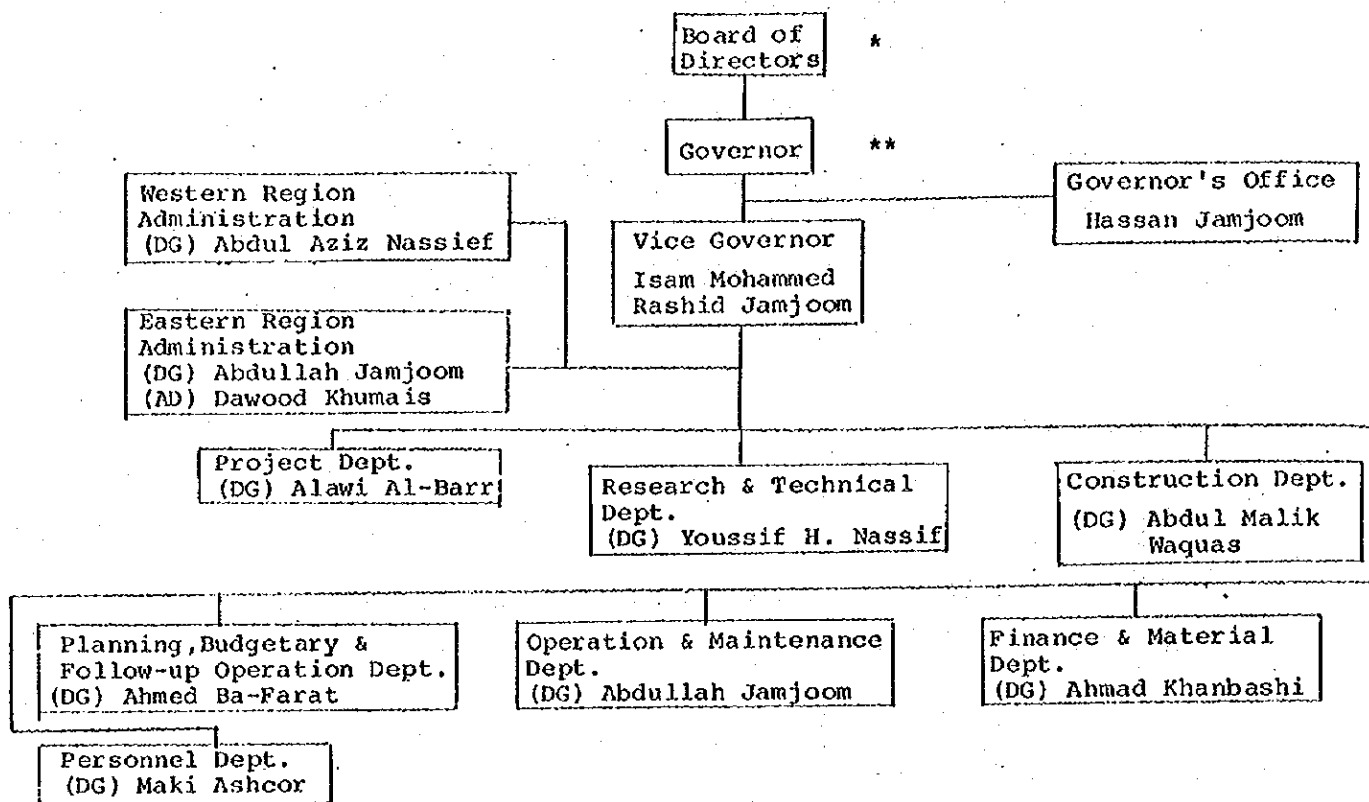 Board of
Directors
*
Governor
**
Western Region
Administration
(DG) Abdul Aziz Nassief
Governor's Office
Hassan Jamjoom
Vice Governor
Isam Mohammed
Rashid Jamjoom
Eastern Region
Administration
(DG) Abdullah Jamjoom
(AD) Dawood Khumais
Project Dept.
(DG) Alawi Al-Barr
Research & Technical
Dept.
(DG) Youssif H. Nassif
Construction Dept.
(DG) Abdul Malik
Waquas
Planning,Budgetary &
Follow-up Operation Dept.
(DG) Ahmed Ba-Farat
Operation & Maintenance
Dept.
(DG) Abdullah Jamjoom
Finance & Material
Dept.
(DG) Ahmad Khanbashi
Personnel Dept.
(DG) Maki Ashcor